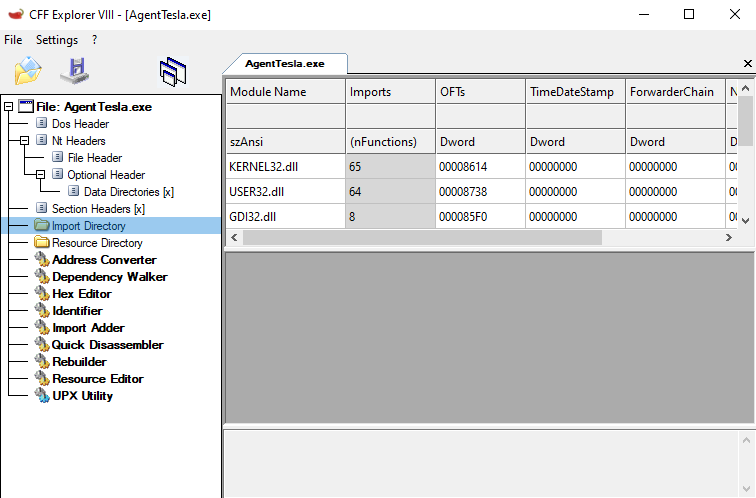 CFF Explorer VIII - [AgentTesla.exe]
File Settings ?
AgentTesla.exe
File: AgentTesla.exe
Dos Header
Nt Headers
File Header
Optional Header
Data Directories [x]
Section Headers [x]
Import Directory
Resource Directory
Address Converter
Dependency Walker
Hex Editor
Identifier
Import Adder
Quick Disassembler
Rebuilder
Resource Editor
UPX Utility
Module Name Imports OFTs TimeDateStamp ForwarderChain N
szAnsi (nFunctions) Dword Dword Dword D
KERNEL32.dll 65 00008614 00000000 00000000 00
USER32.dll 64 00008738 00000000 00000000 00
GDI32.dll 8 000085F0 00000000 00000000 00